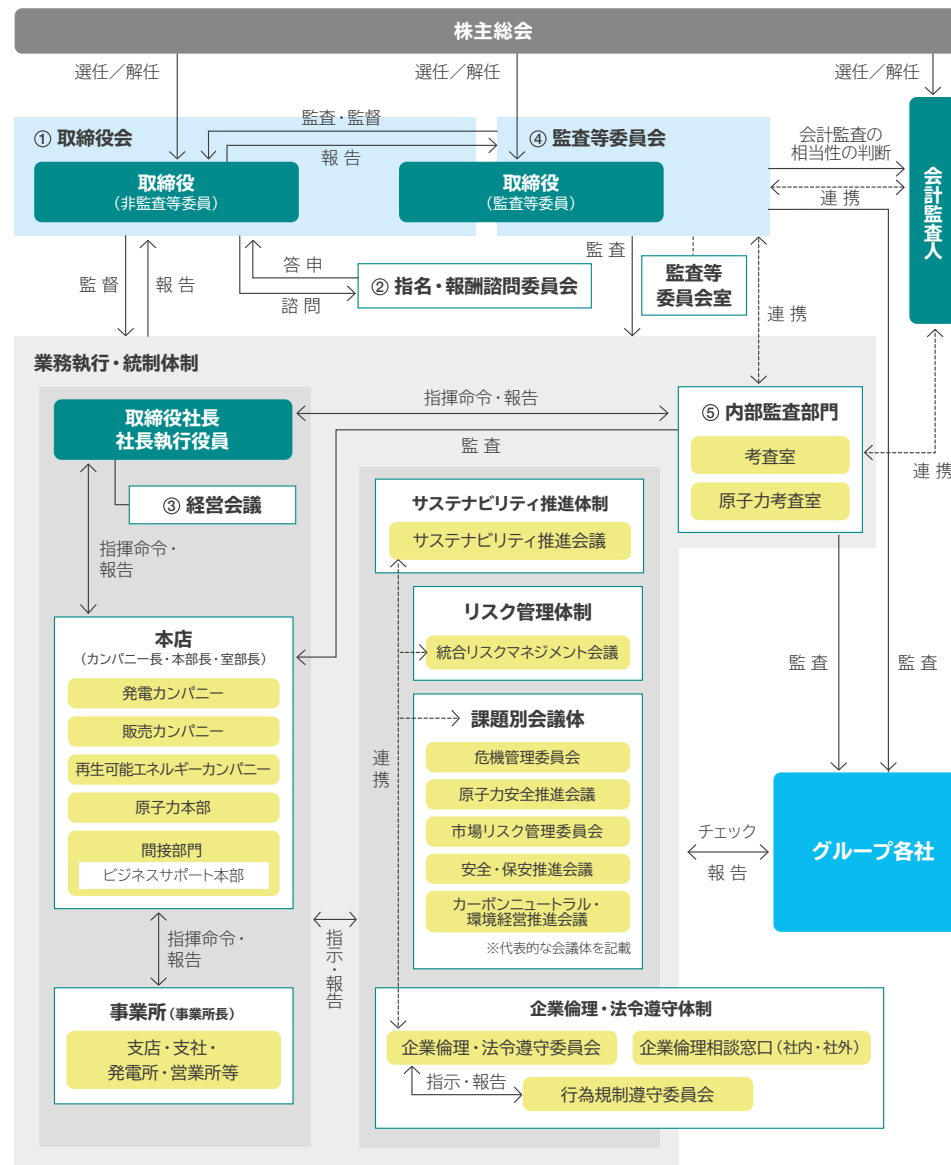 株主総会
選任／解任
選任／解任
選任／解任
① 取締役会
監査・監督
報 告
④ 監査等委員会
取締役
（非監査等委員）
取締役
（監査等委員）
会計監査の
相当性の判断
連 携
会計監査人
監 督
報 告
答 申
諮 問
② 指名・報酬諮問委員会
監 査
監査等
委員会室
連 携
業務執行・統制体制
取締役社長
社長執行役員
③ 経営会議
指揮命令・報告
監 査
⑤ 内部監査部門
考査室
原子力考査室
連 携
指揮命令・
報告
サステナビリティ推進体制
サステナビリティ推進会議
リスク管理体制
統合リスクマネジメント会議
本店
（カンパニー長・本部長・室部長）
発電カンパニー
販売カンパニー
再生可能エネルギーカンパニー
原子力本部
間接部門
ビジネスサポート本部
連携
課題別会議体
危機管理委員会
原子力安全推進会議
市場リスク管理委員会
安全・保安推進会議
カーボンニュートラル・
環境経営推進会議
※代表的な会議体を記載
監 査
監 査
チェック
報 告
グループ各社
指揮命令・
報告
指示・報告
事業所（事業所長）
支店・支社・
発電所・営業所等
企業倫理・法令遵守体制
企業倫理・法令遵守委員会
企業倫理相談窓口（社内・社外）
指示・報告
行為規制遵守委員会